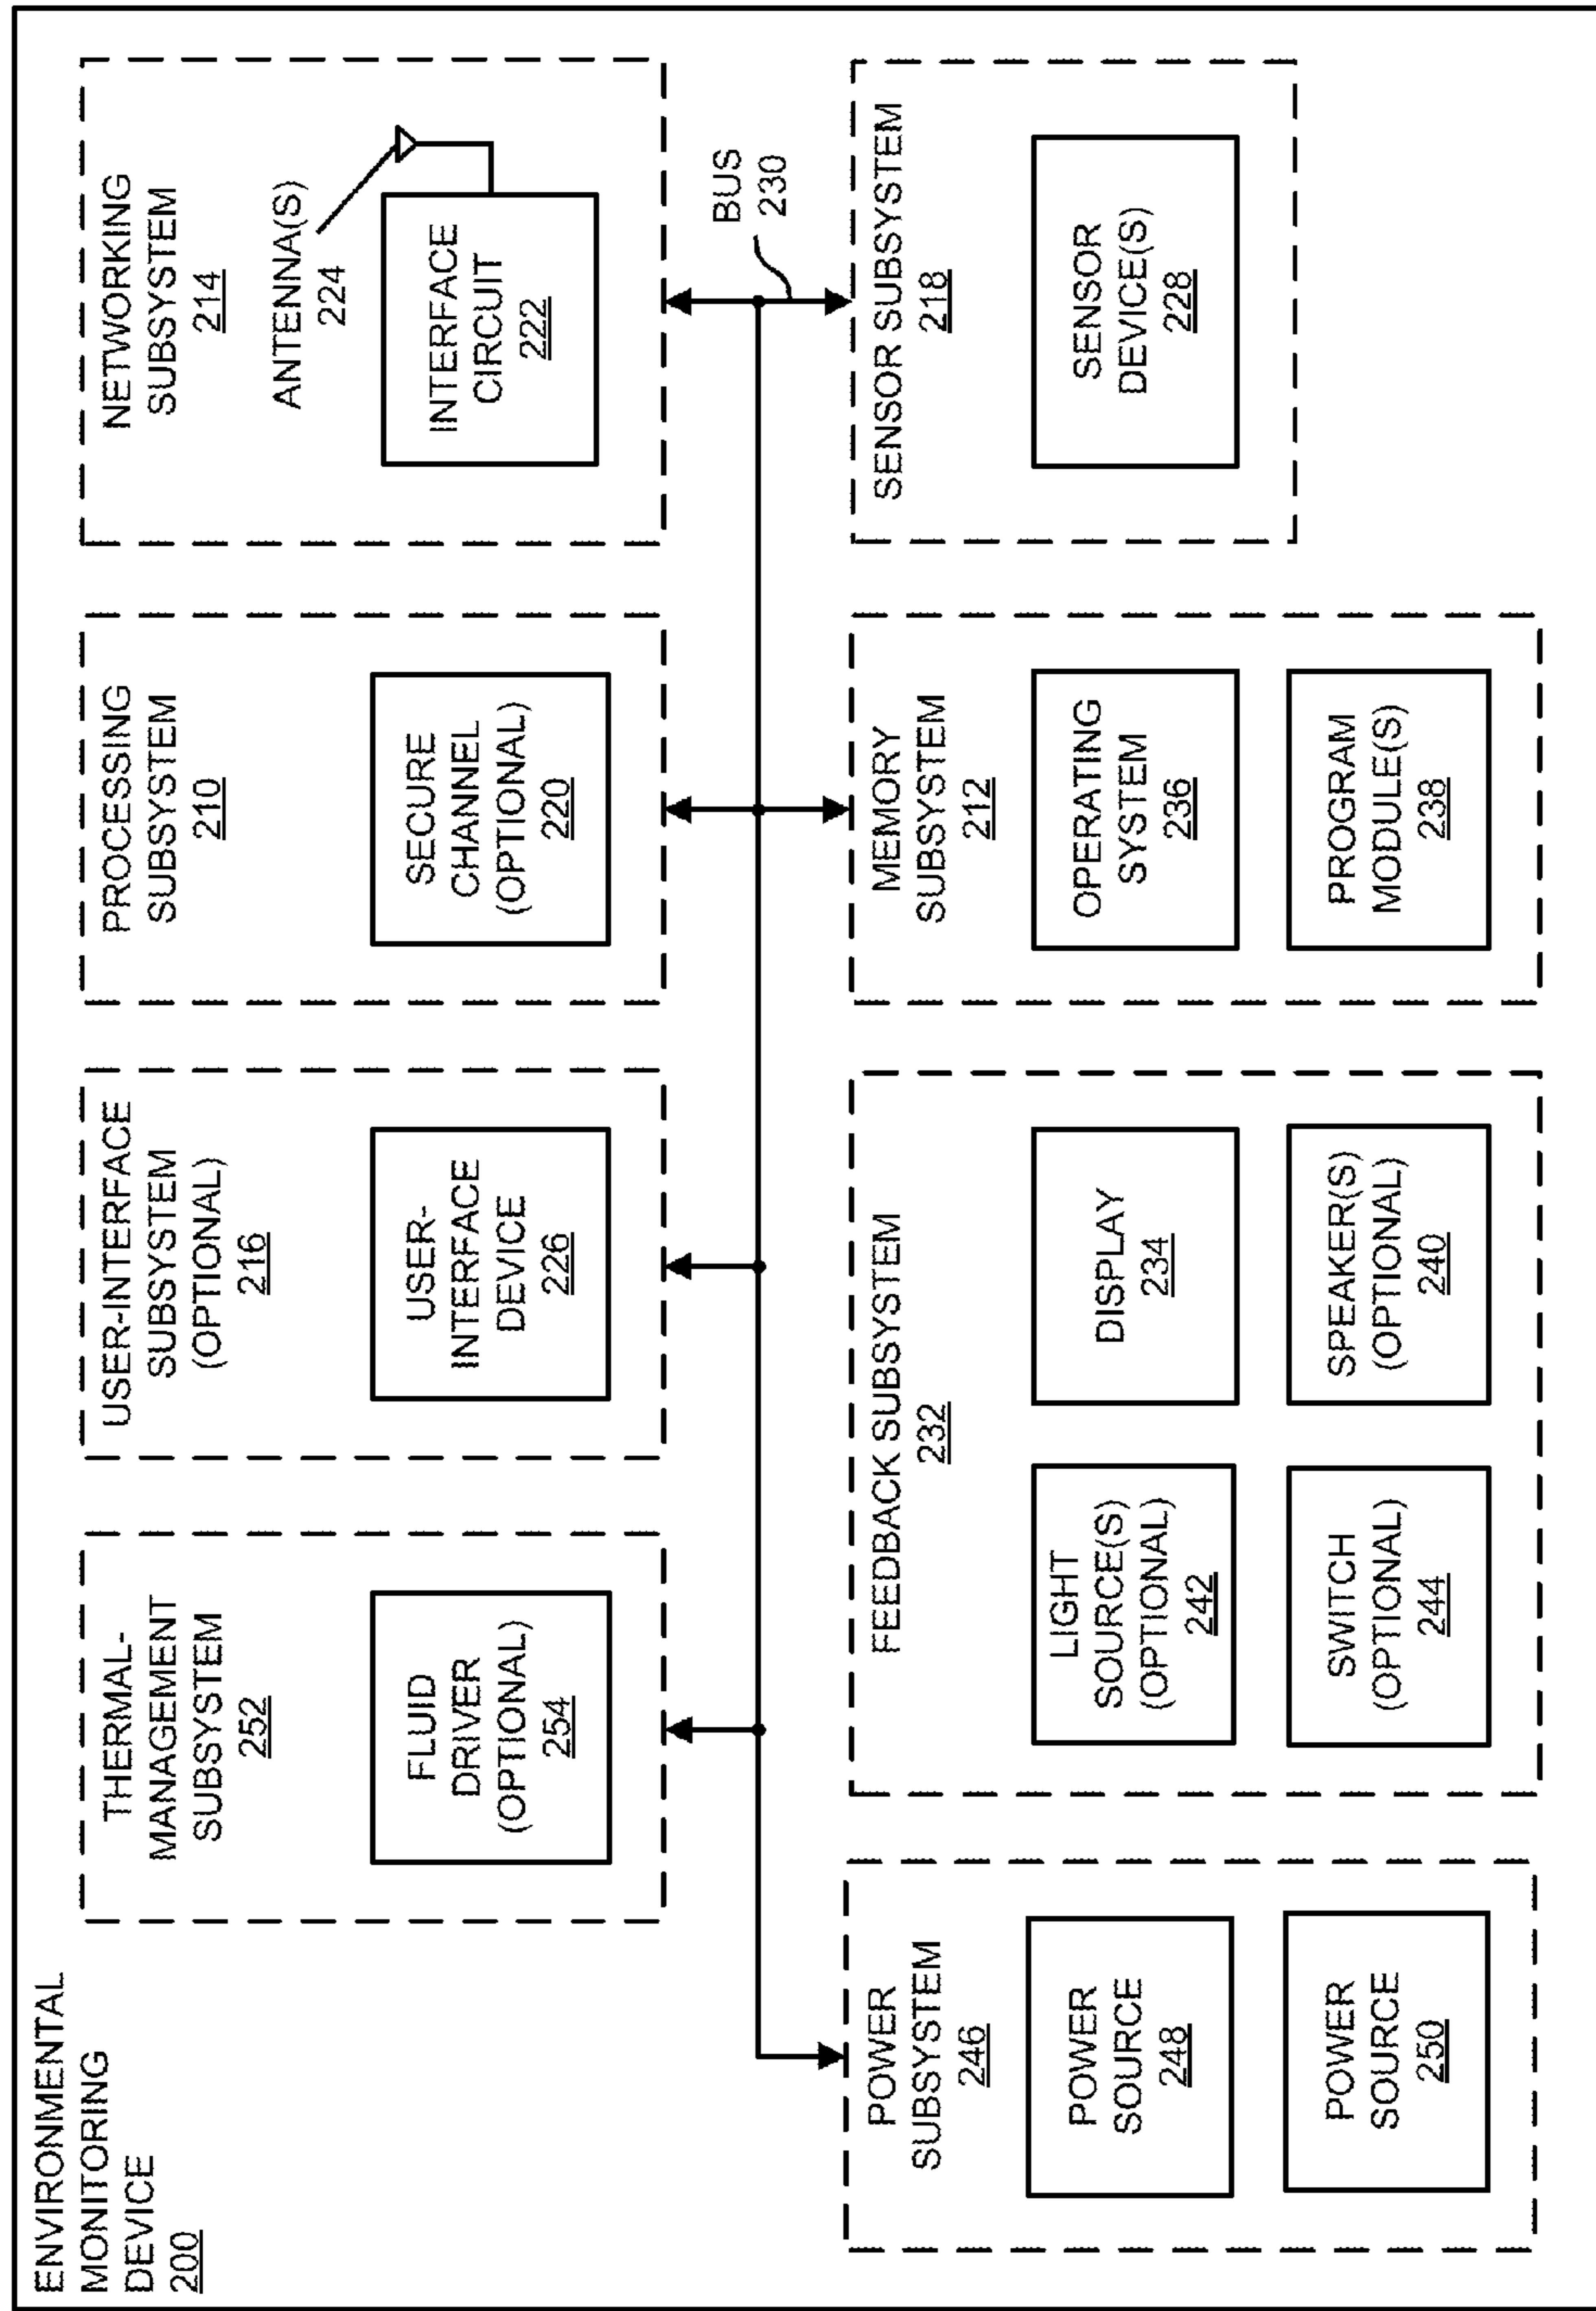 ENVIRONMENTAL
MONITORING
DEVICE
200
THERMAL-
MANAGEMENT
SUBSYSTEM
252
FLUID
DRIVER
(OPTIONAL)
254
USER-INTERFACE
SUBSYSTEM
(OPTIONAL)
216
USER-
INTERFACE
DEVICE
226
PROCESSING
SUBSYSTEM
210
SECURE
CHANNEL
(OPTIONAL)
220
NETWORKING
SUBSYSTEM
214
ANTENNA(S)
224
INTERFACE
CIRCUIT
222
BUS
230
POWER
SUBSYSTEM
246
POWER
SOURCE
248
POWER
SOURCE
250
FEEDBACK SUBSYSTEM
232
LIGHT
SOURCE(S)
(OPTIONAL)
242
DISPLAY
234
SWITCH
(OPTIONAL)
244
SPEAKER(S)
(OPTIONAL)
240
MEMORY
SUBSYSTEM
212
OPERATING
SYSTEM
236
PROGRAM
MODULE(S)
238
SENSOR SUBSYSTEM
218
SENSOR
DEVICE(S)
228